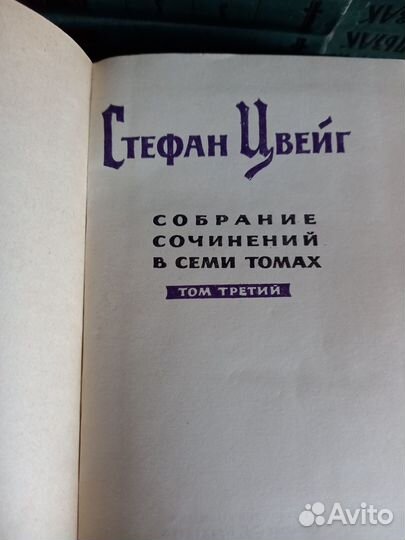 Стефан Цвейг
СОБРАНИЕ
СОЧИНЕНИЙ
В СЕМИ ТОМАХ
ТОМ ТРЕТИЙ
Avito